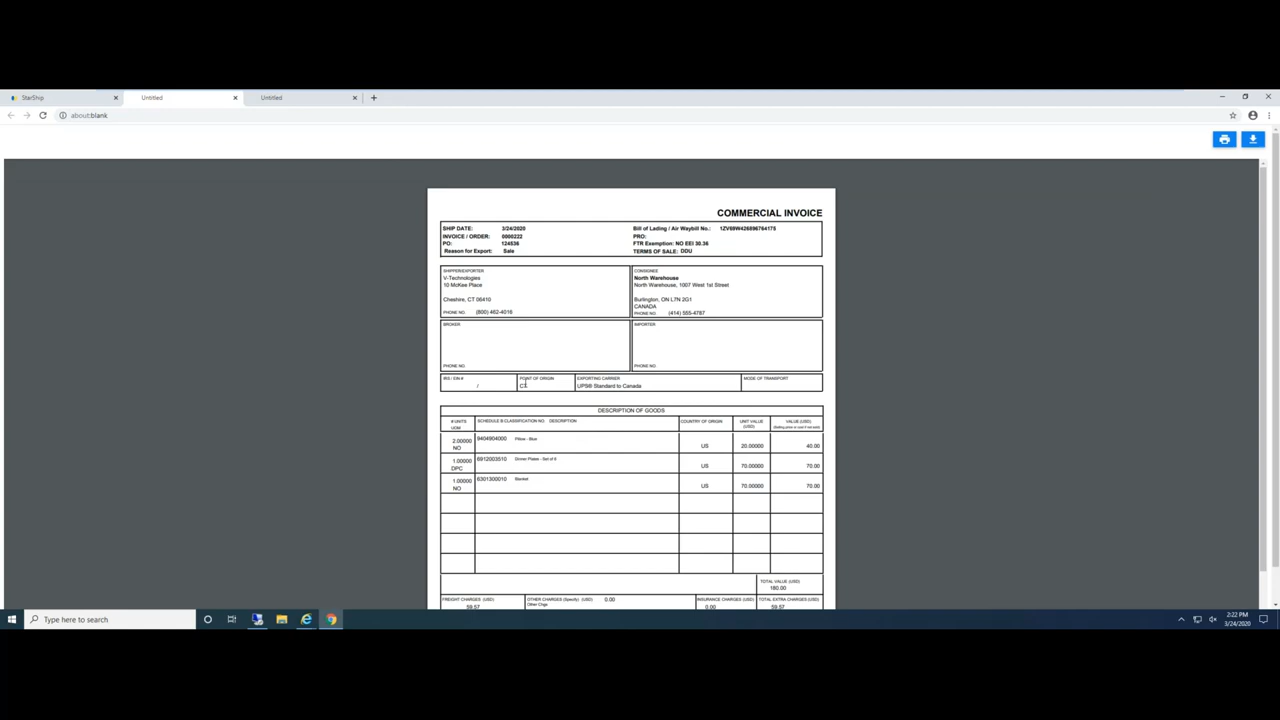 StarShip
Untitled
Untitled
about:blank
COMMERCIAL INVOICE
SHIP DATE: 3/24/2020
INVOICE / ORDER: 0000222
PO: 124536
Reason for Export: Sale
Bill of Lading / Air Waybill No.: 1ZV69W426896764175
PRO:
FTR Exemption: NO EEI 30.36
TERMS OF SALE: DDU
SHIPPER/EXPORTER
V-Technologies
10 McKee Place
Cheshire, CT 06410
PHONE NO. (800) 462-4016
CONSIGNEE
North Warehouse
North Warehouse, 1007 West 1st Street
Burlington, ON L7N 2G1
CANADA
PHONE NO. (414) 555-4787
BROKER
PHONE NO.
IMPORTER
PHONE NO.
IRS / EIN #
/
POINT OF ORIGIN
CT
EXPORTING CARRIER
UPS® Standard to Canada
MODE OF TRANSPORT
DESCRIPTION OF GOODS
# UNITS UOM SCHEDULE B CLASSIFICATION NO. DESCRIPTION COUNTRY OF ORIGIN UNIT VALUE (USD) VALUE (USD)
2.00000 NO 9404904000 Pillow - Blue US 20.00000 40.00
1.00000 DPC 6912003510 Dinner Plates - Set of 8 US 70.00000 70.00
1.00000 NO 6301300010 Blanket US 70.00000 70.00
TOTAL VALUE (USD)
180.00
FREIGHT CHARGES (USD)
59.57
OTHER CHARGES (Specify) (USD) 0.00
Other Chgs
INSURANCE CHARGES (USD)
0.00
TOTAL EXTRA CHARGES (USD)
59.57
Type here to search
2:22 PM
3/24/2020